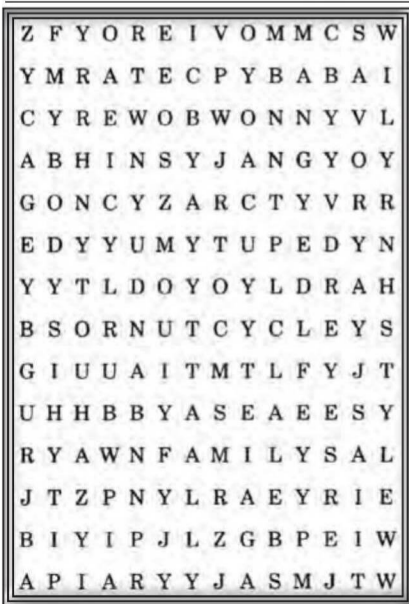 Z F Y O R E I V O M M C S W
Y M R A T E C P Y B A B A I
C Y R E W O B W O N N Y V L
A B H I N S Y J A N G Y O Y
G O N C Y Z A R C T Y V R R
E D Y Y U M Y T U P E D Y N
Y Y T L D O Y O Y L D R A H
B S O R N U T C Y C L E Y S
G I U U A I T M T L F Y J T
U H H B B Y A S E A E E S Y
R Y A W N F A M I L Y S A L
J T Z P N Y L R A E Y R I E
B I Y I P J L Z G B P E I W
A P I A R Y Y J A S M J T W